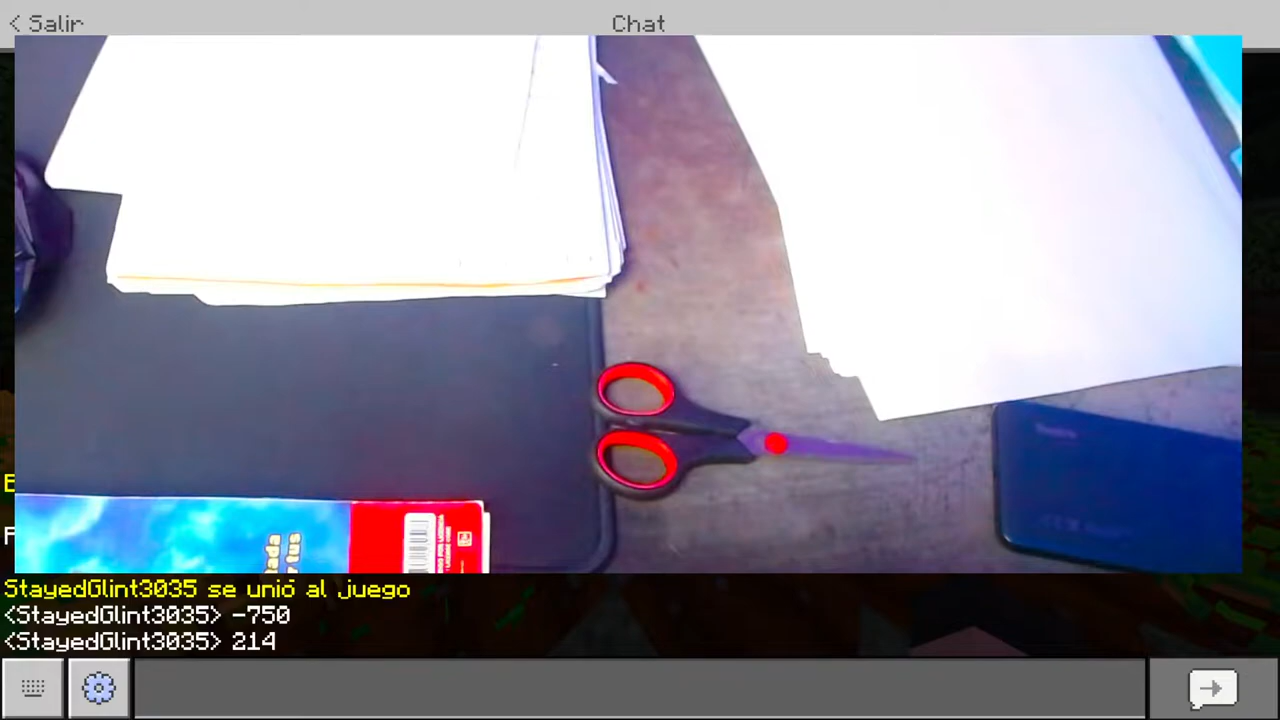 < Salir
Chat
StayedGlint3035 se unió al juego
<StayedGlint3035> -750
<StayedGlint3035> 214